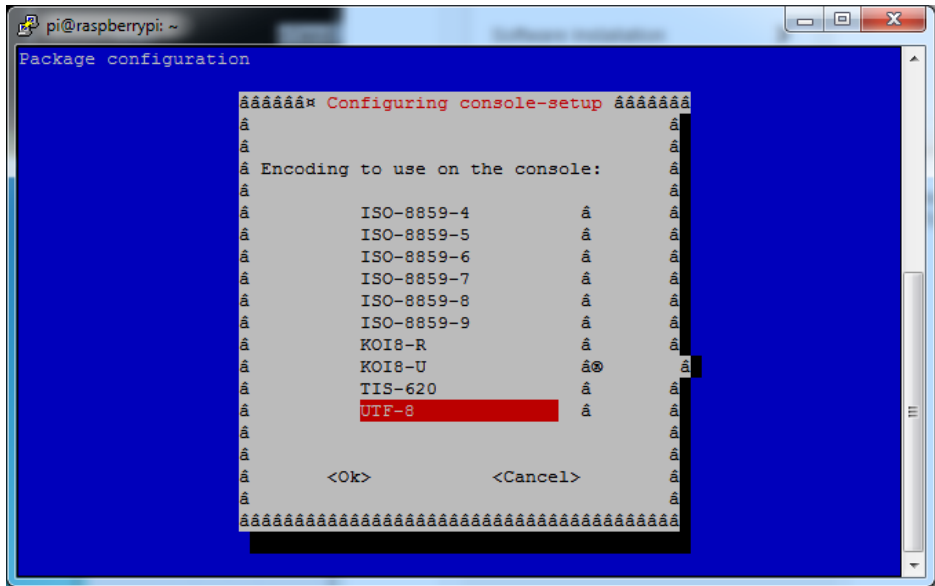 pi@raspberrypi: ~
Package configuration
ââââââ¤ Configuring console-setup âââââââ
â â
â â
â Encoding to use on the console: â
â â
â ISO-8859-4 â â
â ISO-8859-5 â â
â ISO-8859-6 â â
â ISO-8859-7 â â
â ISO-8859-8 â â
â ISO-8859-9 â â
â KOI8-R â â
â KOI8-U â® â
â TIS-620 â â
â UTF-8 â â
â â
â â
â <Ok> <Cancel> â
â â
ââââââââââââââââââââââââââââââââââââââââ